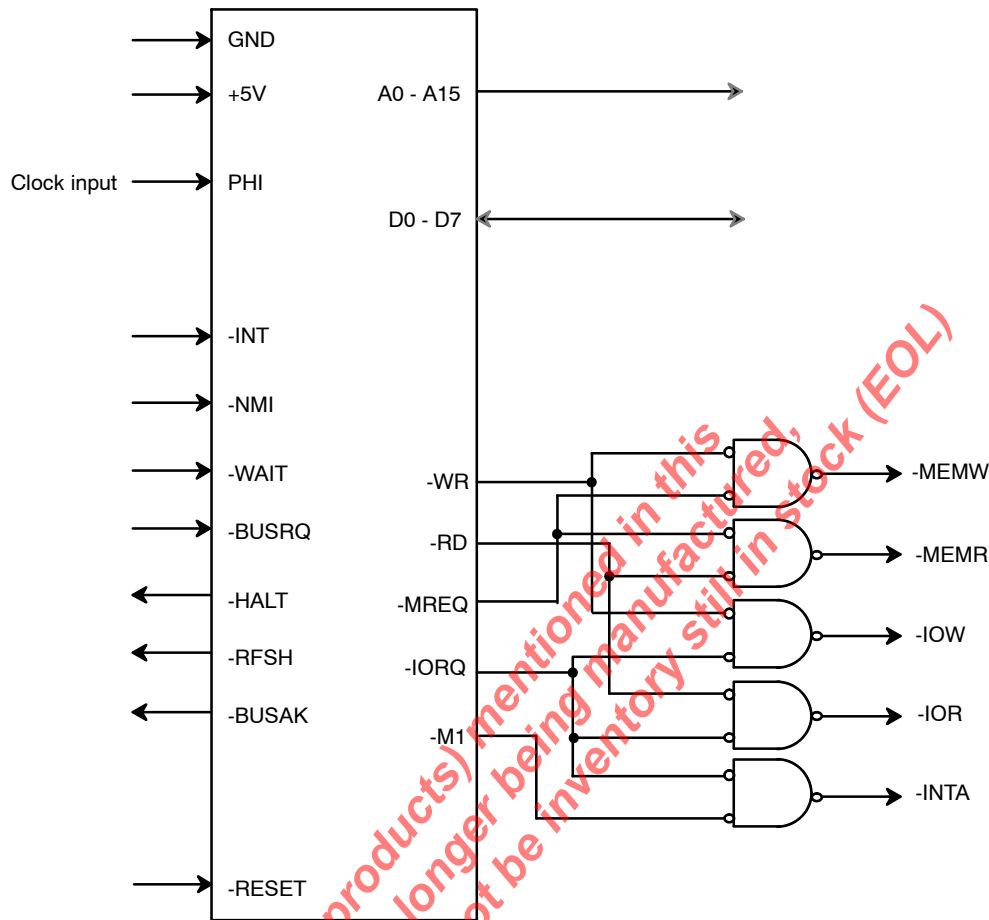 GND
+5V
A0 - A15
Clock input
PHI
D0 - D7
-INT
-NMI
-WAIT
-WR
-MEMW
-BUSRQ
-RD
-MEMR
-HALT
-MREQ
-IOW
-RFSH
-IORQ
-BUSAK
-M1
-IOR
-INTA
-RESET
products) mentioned in this
longer being manufactured,
ot be inventory still in stock (EOL)